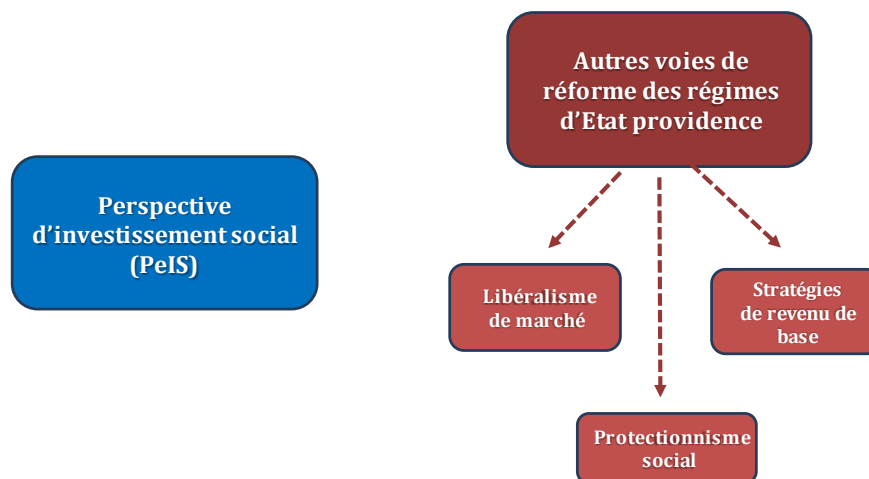 Autres voies de
réforme des régimes
d’Etat providence
Perspective
d’investissement social
(PeIS)
Libéralisme
de marché
Stratégies
de revenu de
base
Protectionnisme
social